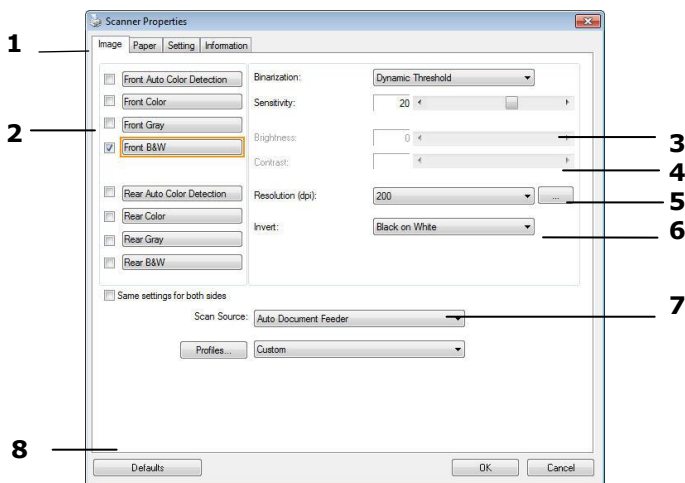 Scanner Properties
1
Image Paper Setting Information
Front Auto Color Detection Binarization: Dynamic Threshold
Front Color Sensitivity: 20
2
Front Gray Brightness: 0
3
Front B&W Contrast:
4
Rear Auto Color Detection Resolution (dpi): 200 ...
5
Rear Color Invert: Black on White
6
Rear Gray
Rear B&W
Same settings for both sides
Scan Source: Auto Document Feeder
7
Profiles... Custom
8
Defaults OK Cancel